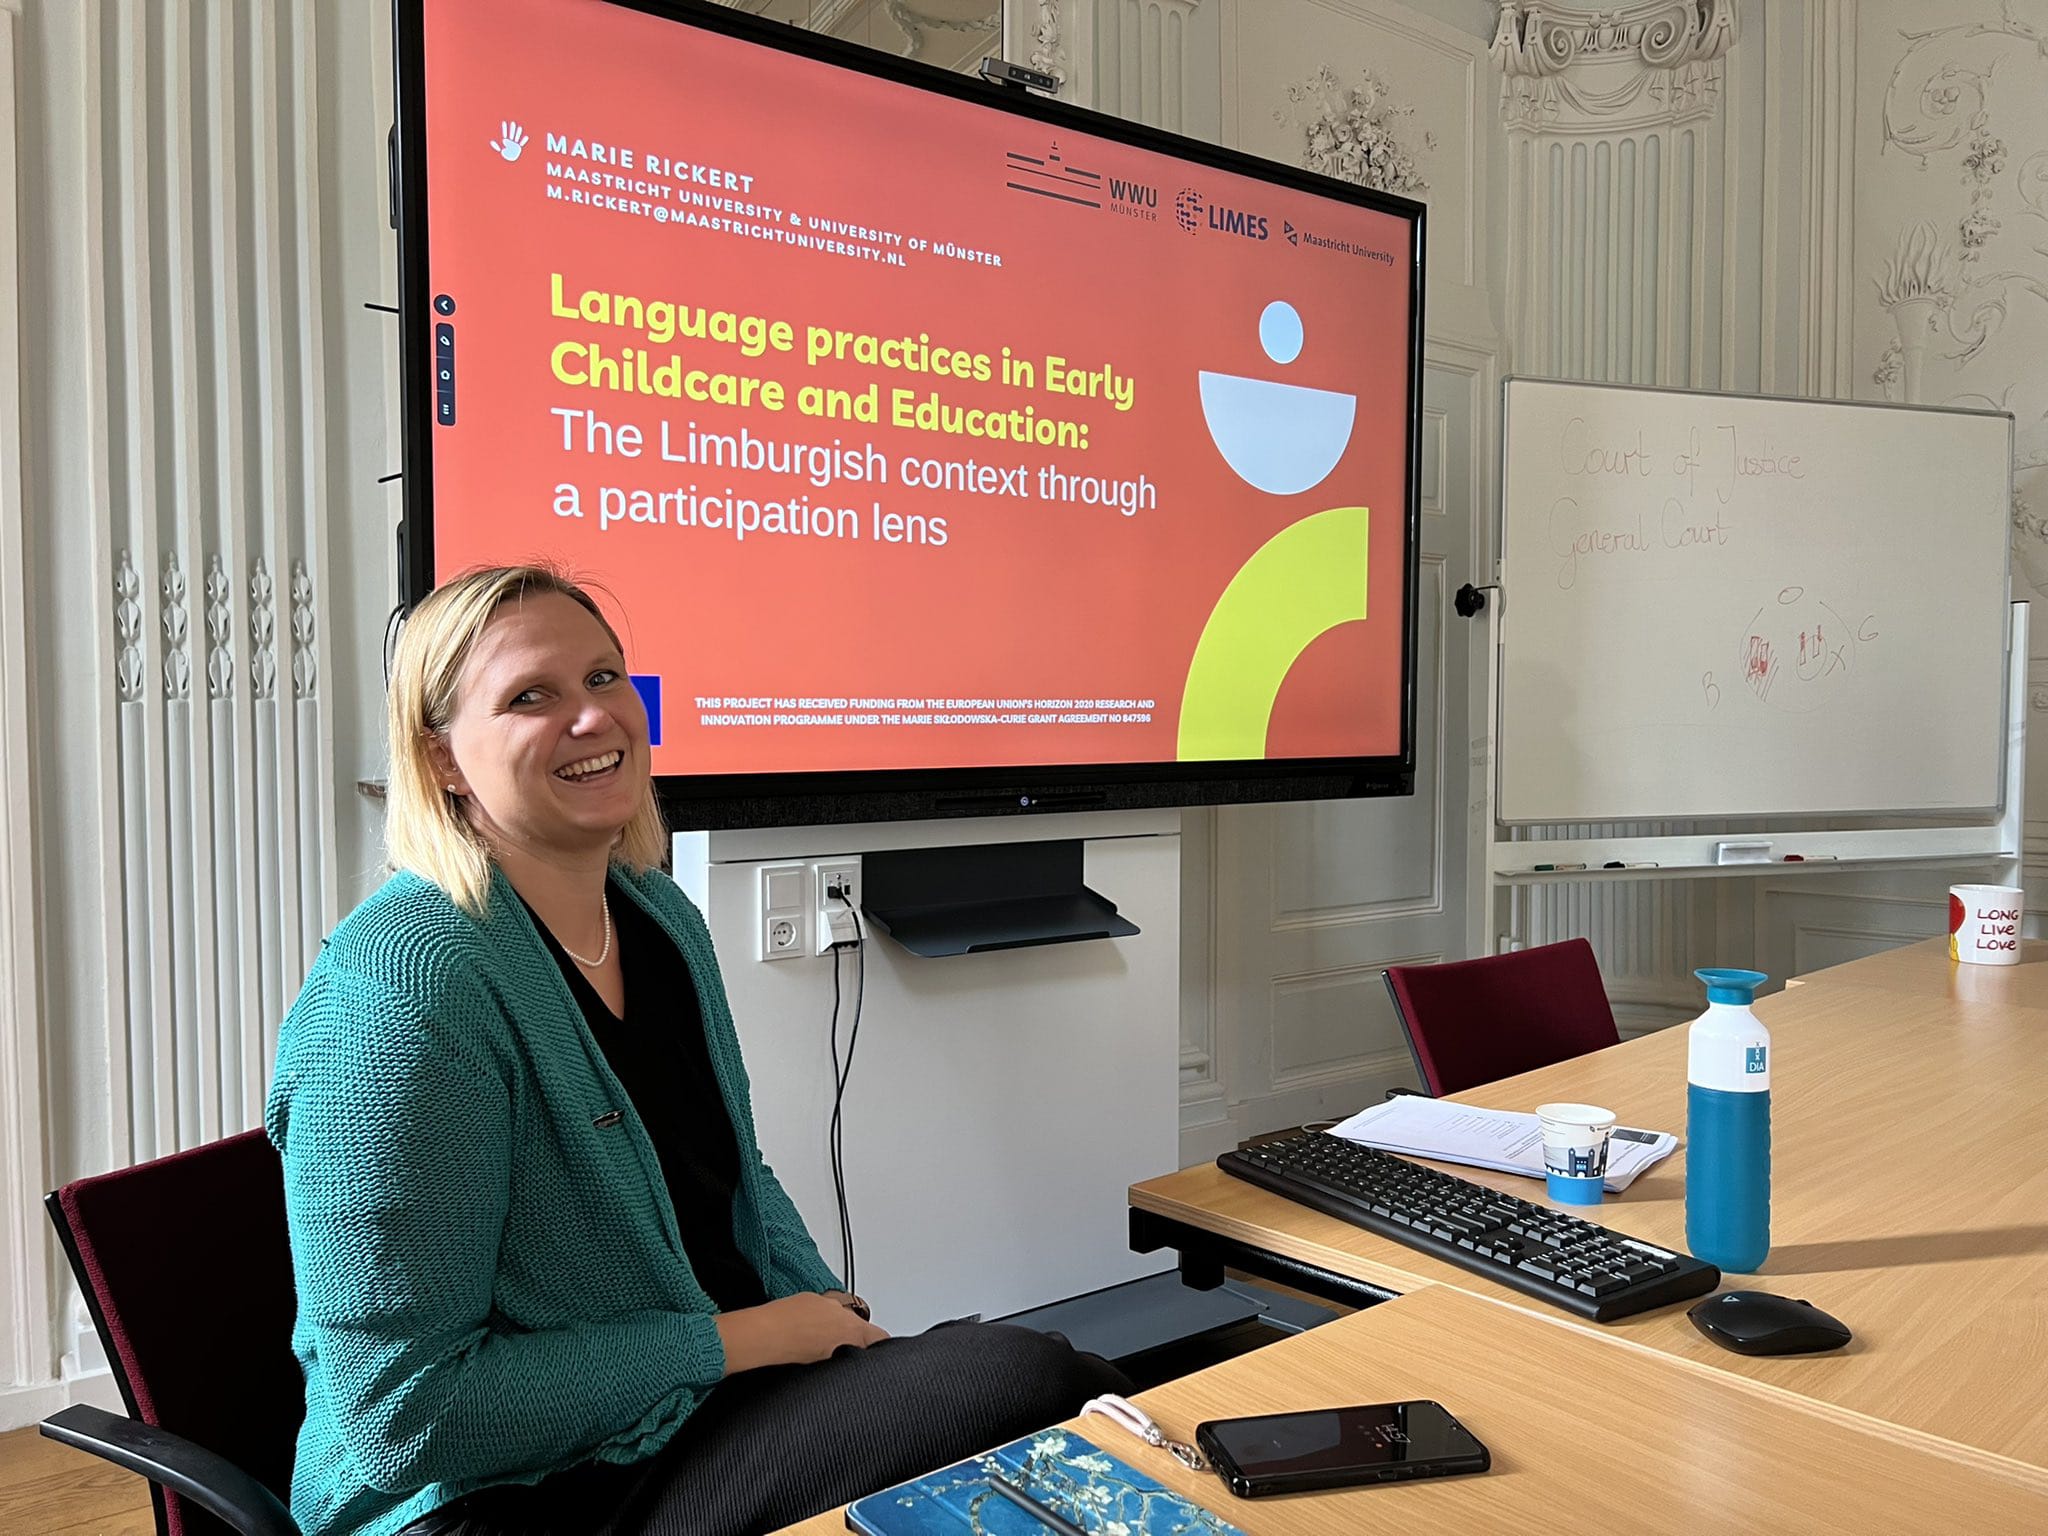 MARIE RICKERT
MAASTRICHT UNIVERSITY & UNIVERSITY OF MÜNSTER
M.RICKERT@MAASTRICHTUNIVERSITY.NL
WWU
MÜNSTER
LIMES
Maastricht University
Language practices in Early
Childcare and Education:
The Limburgish context through
a participation lens
THIS PROJECT HAS RECEIVED FUNDING FROM THE EUROPEAN UNION'S HORIZON 2020 RESEARCH AND
INNOVATION PROGRAMME UNDER THE MARIE SKŁODOWSKA-CURIE GRANT AGREEMENT NO 847596
Court of Justice
General Court
B
G
X
LONG
LIVE
LOVE
DIA
14:57